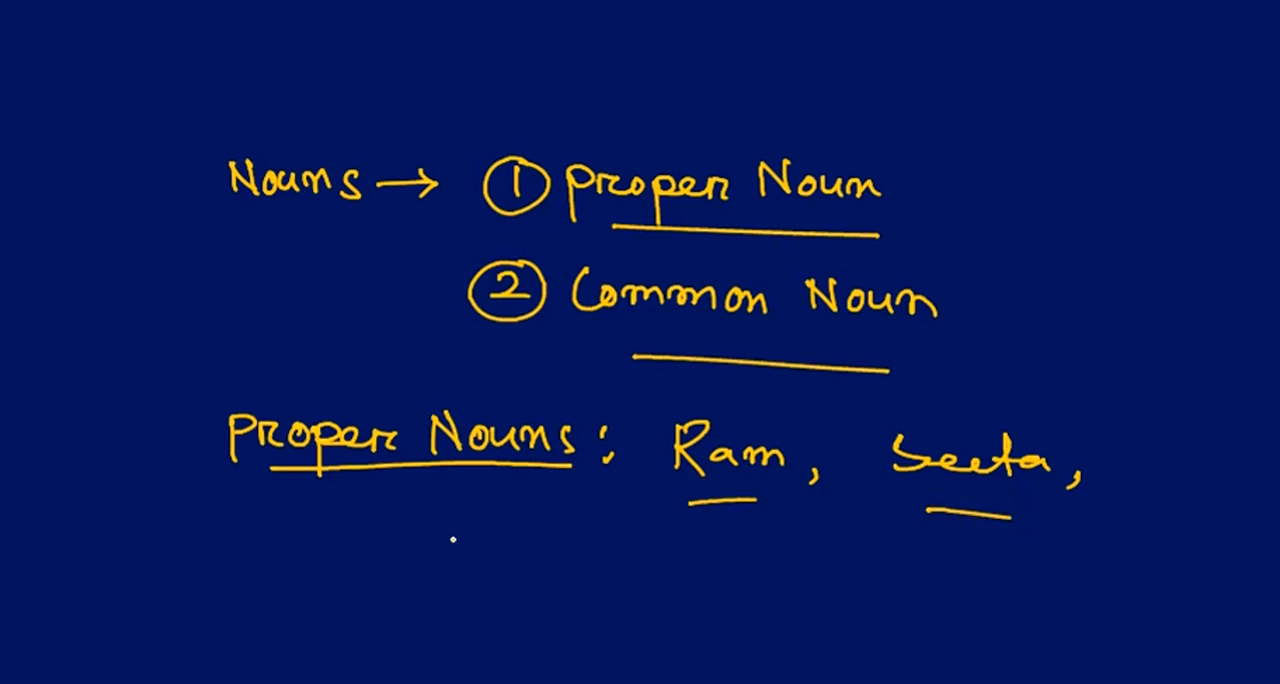 Nouns → ① Proper Noun
② Common Noun
Proper Nouns: Ram, Seeta,